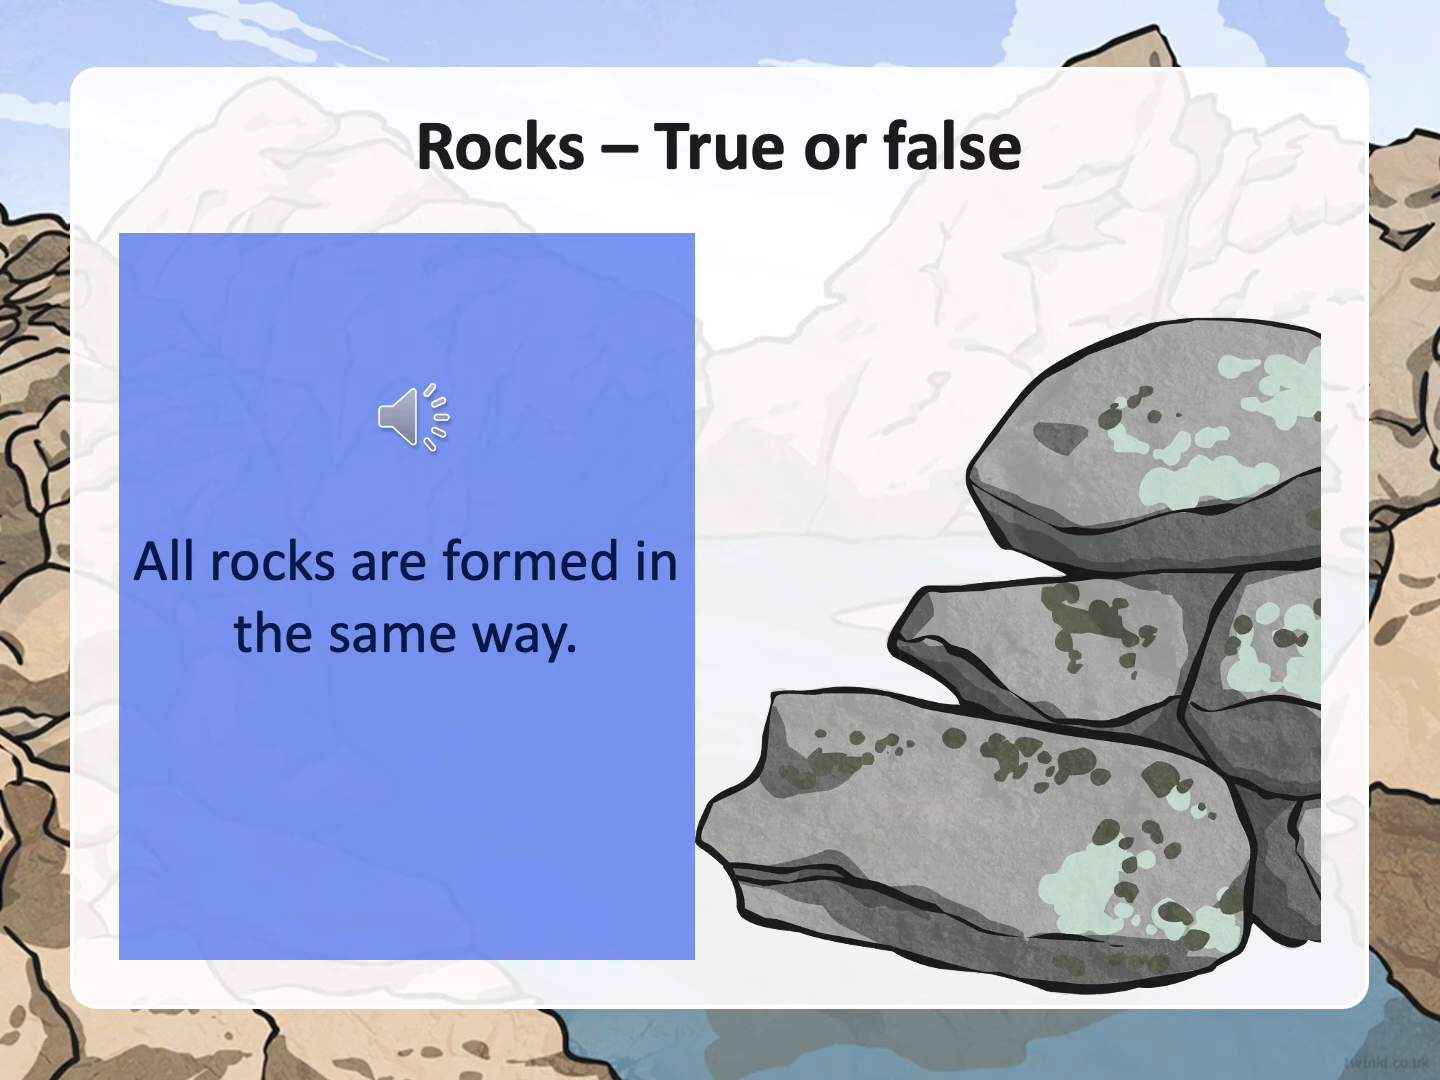 Rocks – True or false
All rocks are formed in
the same way.
twinkl.co.uk